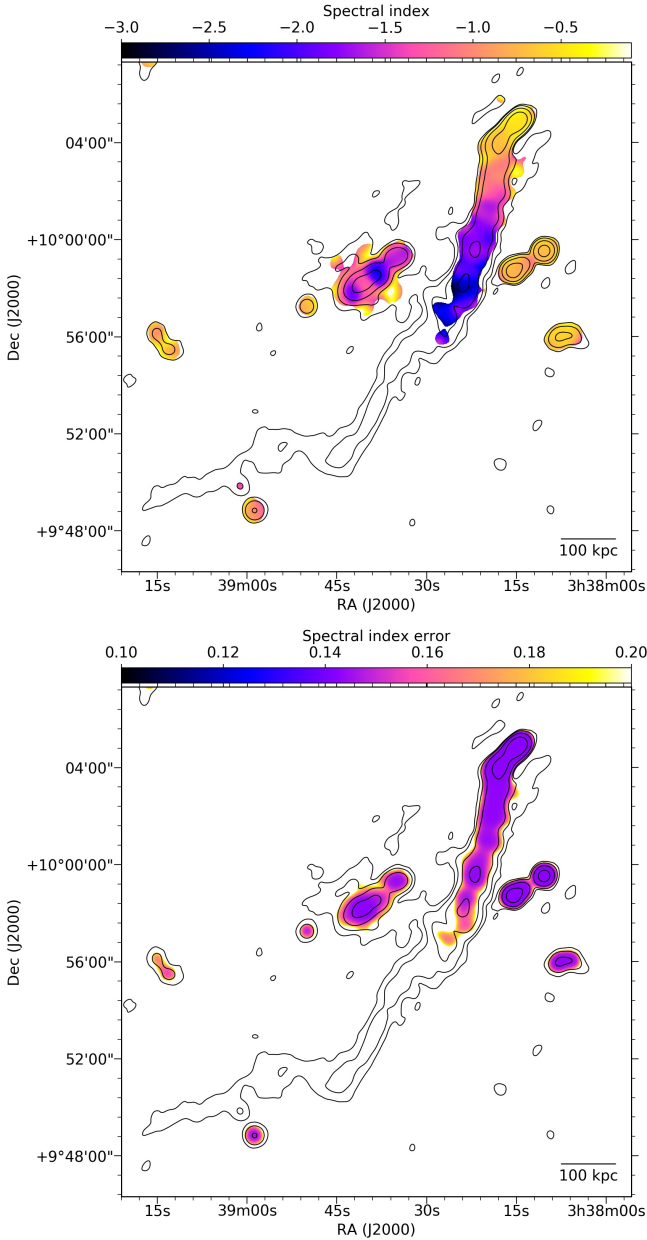 Spectral index
−3.0 −2.5 −2.0 −1.5 −1.0 −0.5
04'00"
+10°00'00"
56'00"
52'00"
+9°48'00"
Dec (J2000)
100 kpc
15s 39m00s 45s 30s 15s 3h38m00s
RA (J2000)
Spectral index error
0.10 0.12 0.14 0.16 0.18 0.20
04'00"
+10°00'00"
56'00"
52'00"
+9°48'00"
Dec (J2000)
100 kpc
15s 39m00s 45s 30s 15s 3h38m00s
RA (J2000)